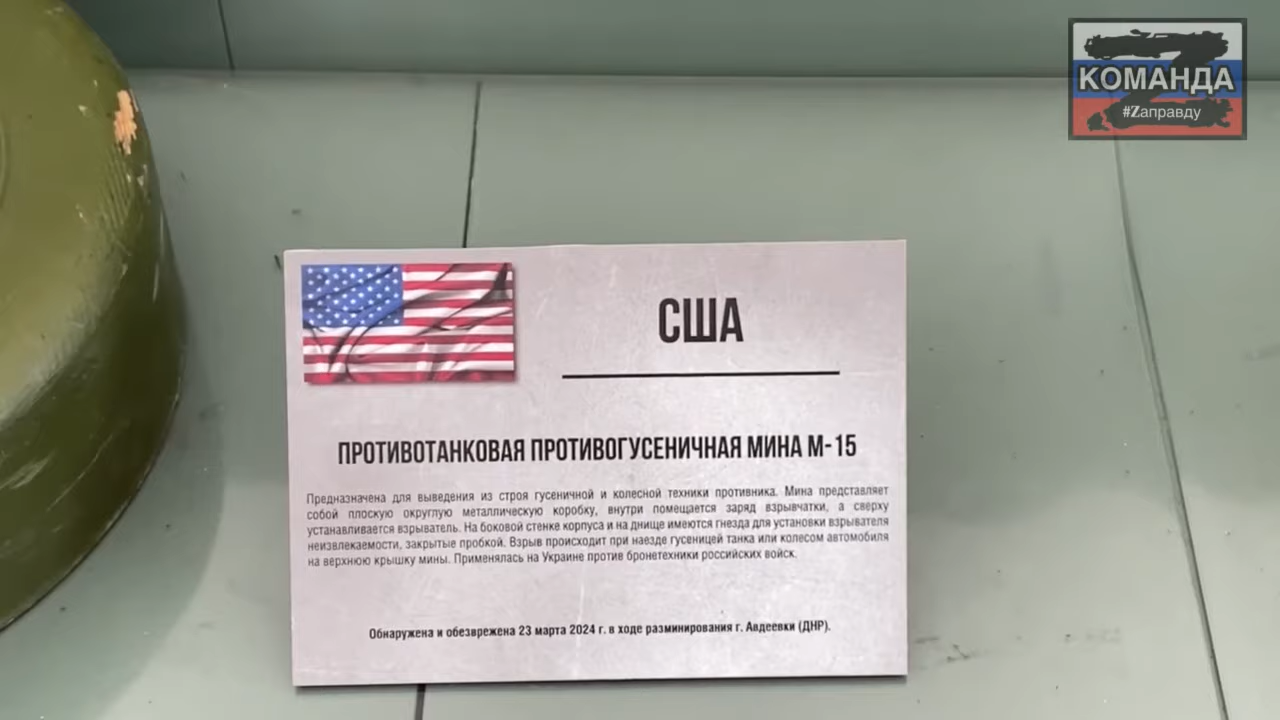 КОМАНДА
#Zаправду
США
ПРОТИВОТАНКОВАЯ ПРОТИВОГУСЕНИЧНАЯ МИНА М-15
Предназначена для выведения из строя гусеничной и колесной техники противника. Мина представляет
собой плоскую округлую металлическую коробку, внутри помещается заряд взрывчатки, а сверху
устанавливается взрыватель. На боковой стенке корпуса и на днище имеются гнезда для установки взрывателя
неизвлекаемости, закрытые пробкой. Взрыв происходит при наезде гусеницей танка или колесом автомобиля
на верхнюю крышку мины. Применялась на Украине против бронетехники российских войск.
Обнаружена и обезврежена 23 марта 2024 г. в ходе разминирования г. Авдеевки (ДНР).